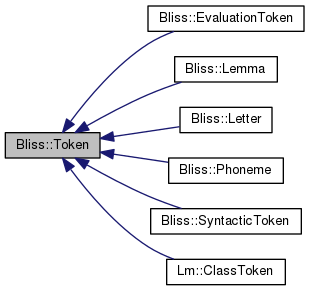 Bliss::EvaluationToken
Bliss::Lemma
Bliss::Letter
Bliss::Token
Bliss::Phoneme
Bliss::SyntacticToken
Lm::ClassToken